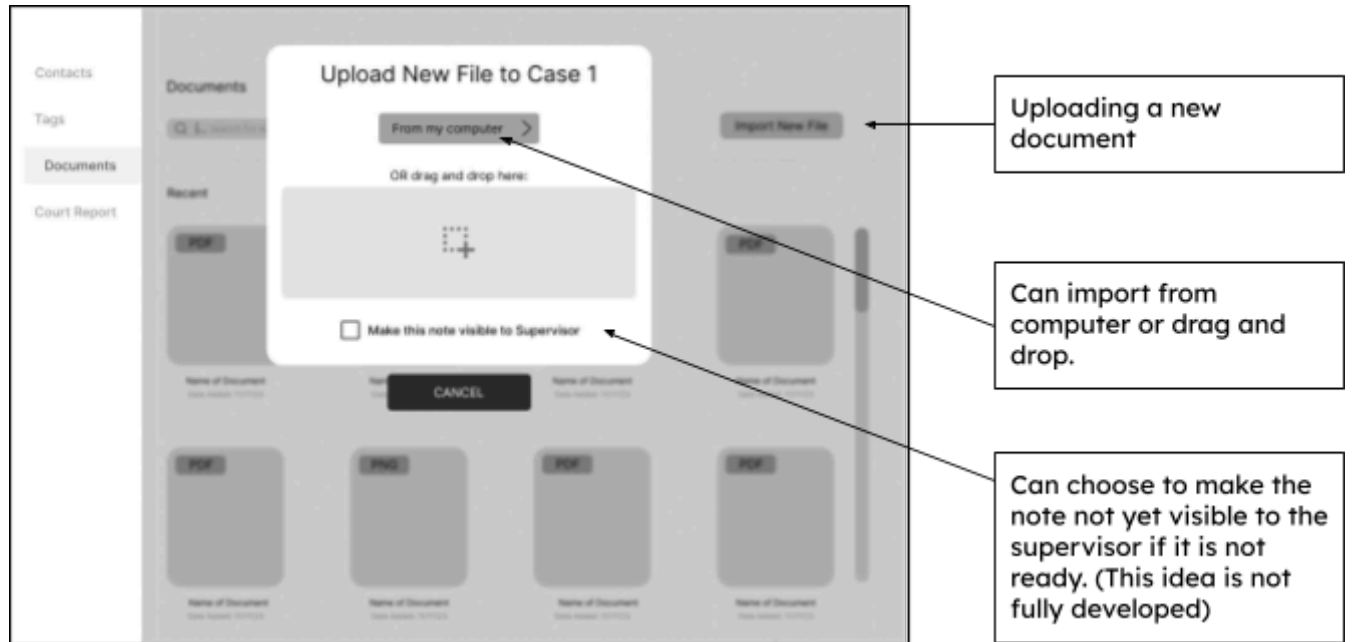 Contacts
Tags
Documents
Court Report
Documents
Import New File
Recent
Upload New File to Case 1
From my computer
OR drag and drop here:
Make this note visible to Supervisor
CANCEL
PDF
PDF
Name of Document
Name of Document
Name of Document
PDF
PNG
PDF
PDF
Name of Document
Name of Document
Name of Document
Name of Document
Uploading a new
document
Can import from
computer or drag and
drop.
Can choose to make the
note not yet visible to the
supervisor if it is not
ready. (This idea is not
fully developed)